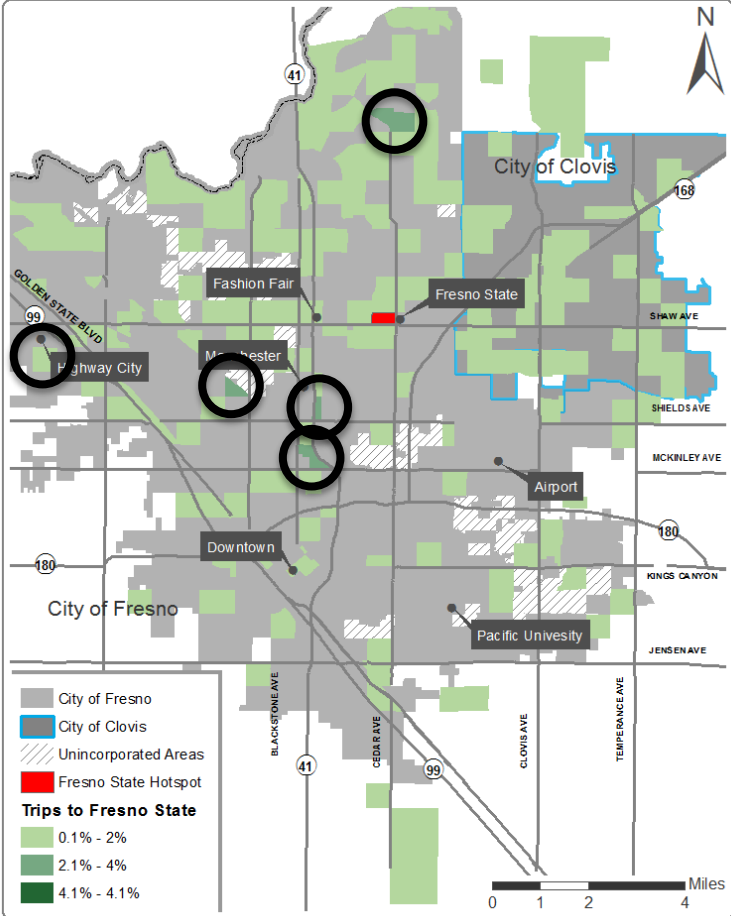 N
41
City of Clovis
168
Fashion Fair
Fresno State
GOLDEN STATE BLVD
99
SHAW AVE
Highway City
SHIELDS AVE
MCKINLEY AVE
Airport
180
Downtown
180
KINGS CANYON
City of Fresno
Pacific Univesity
JENSEN AVE
BLACKSTONE AVE
CEDAR AVE
CLOVIS AVE
TEMPERANCE AVE
41
99
City of Fresno
City of Clovis
Unincorporated Areas
Fresno State Hotspot
Trips to Fresno State
0.1% - 2%
2.1% - 4%
4.1% - 4.1%
Miles
0 1 2 4